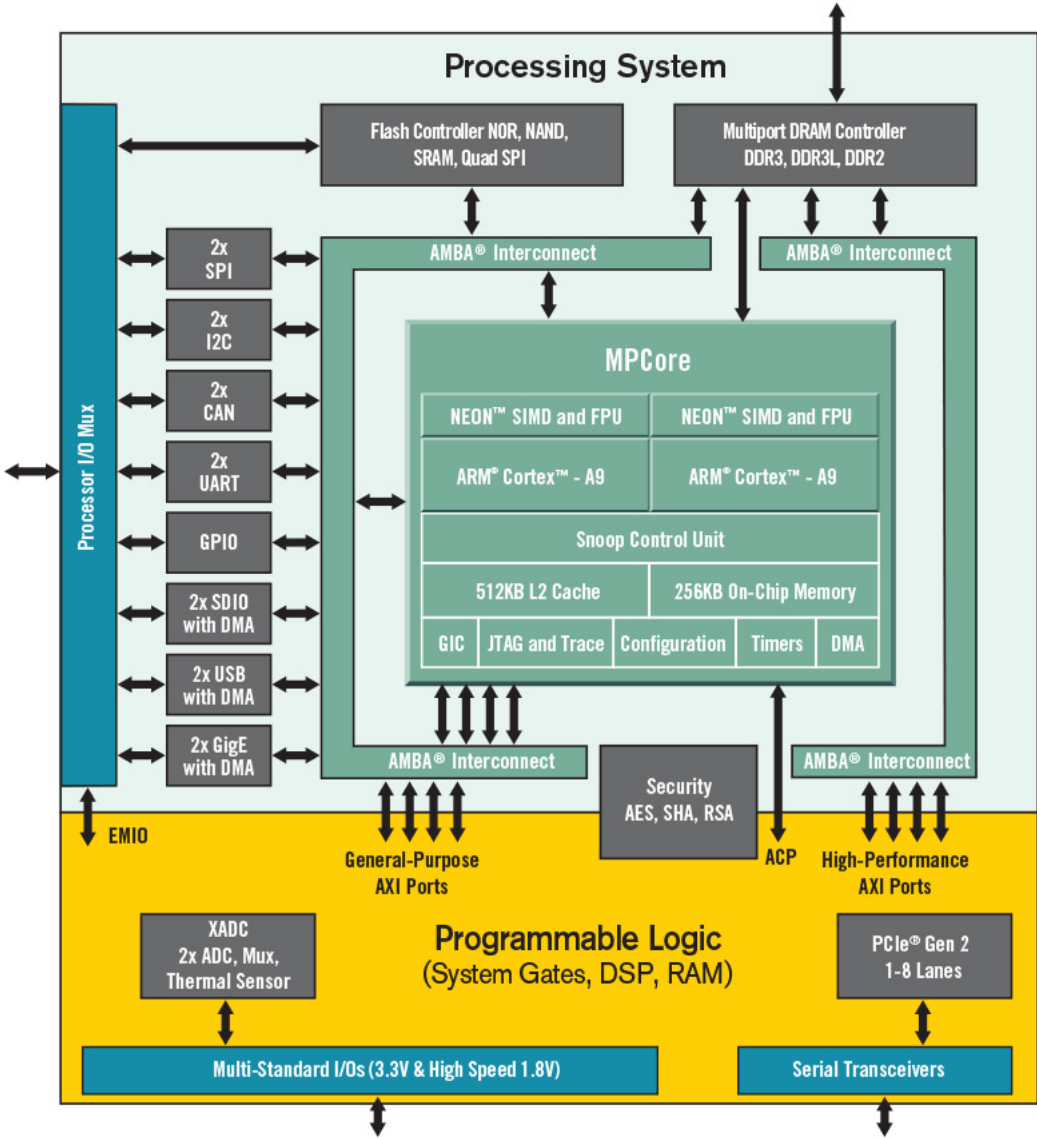 Processing System
Flash Controller NOR, NAND,
SRAM, Quad SPI
Multiport DRAM Controller
DDR3, DDR3L, DDR2
AMBA® Interconnect
AMBA® Interconnect
Processor I/O Mux
2x
SPI
2x
I2C
2x
CAN
2x
UART
GPIO
2x SDIO
with DMA
2x USB
with DMA
2x GigE
with DMA
MPCore
NEON™ SIMD and FPU
NEON™ SIMD and FPU
ARM® Cortex™ - A9
ARM® Cortex™ - A9
Snoop Control Unit
512KB L2 Cache
256KB On-Chip Memory
GIC
JTAG and Trace
Configuration
Timers
DMA
AMBA® Interconnect
AMBA® Interconnect
Security
AES, SHA, RSA
EMIO
General-Purpose
AXI Ports
ACP
High-Performance
AXI Ports
XADC
2x ADC, Mux,
Thermal Sensor
Programmable Logic
(System Gates, DSP, RAM)
PCIe® Gen 2
1-8 Lanes
Multi-Standard I/Os (3.3V & High Speed 1.8V)
Serial Transceivers